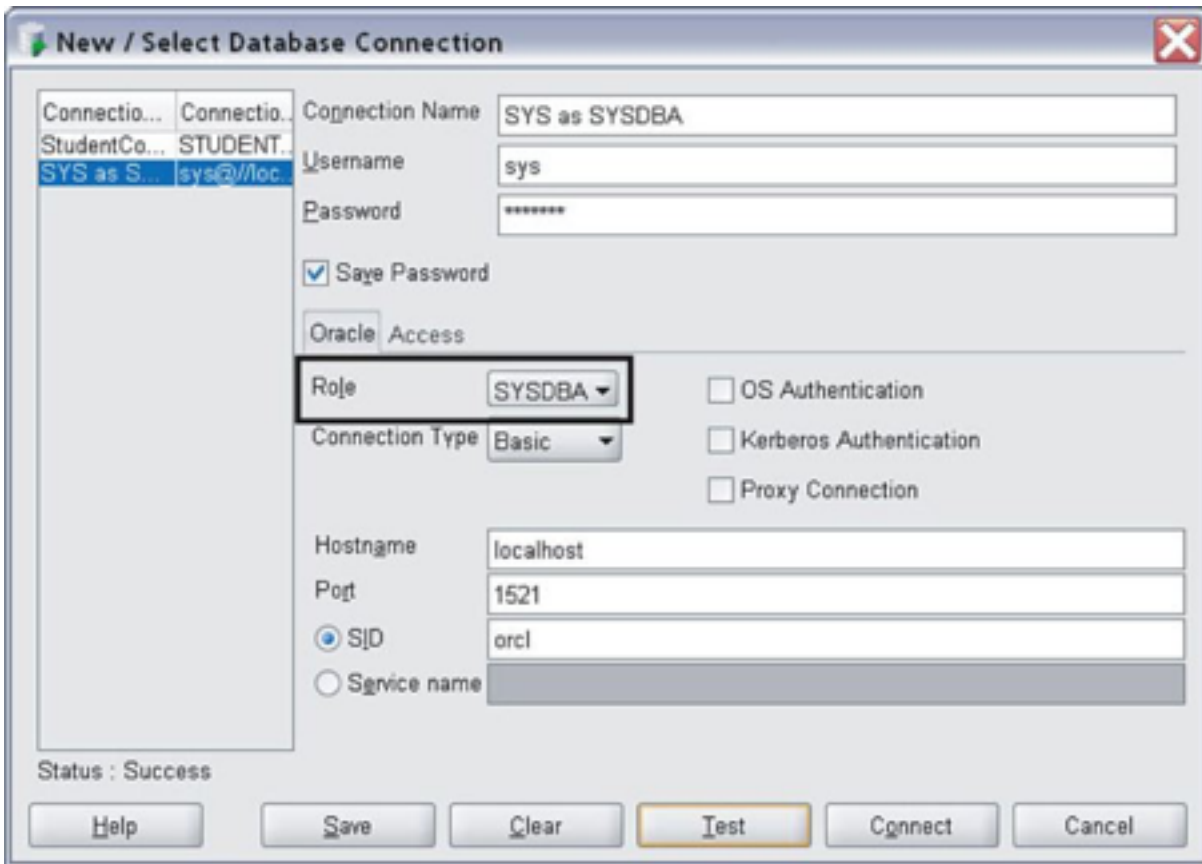 New / Select Database Connection
Connectio... Connectio..
StudentCo... STUDENT..
SYS as S... sys@//loc..
Connection Name SYS as SYSDBA
Username sys
Password *******
Save Password
Oracle Access
Role SYSDBA
OS Authentication
Connection Type Basic
Kerberos Authentication
Proxy Connection
Hostname localhost
Port 1521
SID orcl
Service name
Status : Success
Help Save Clear Test Connect Cancel